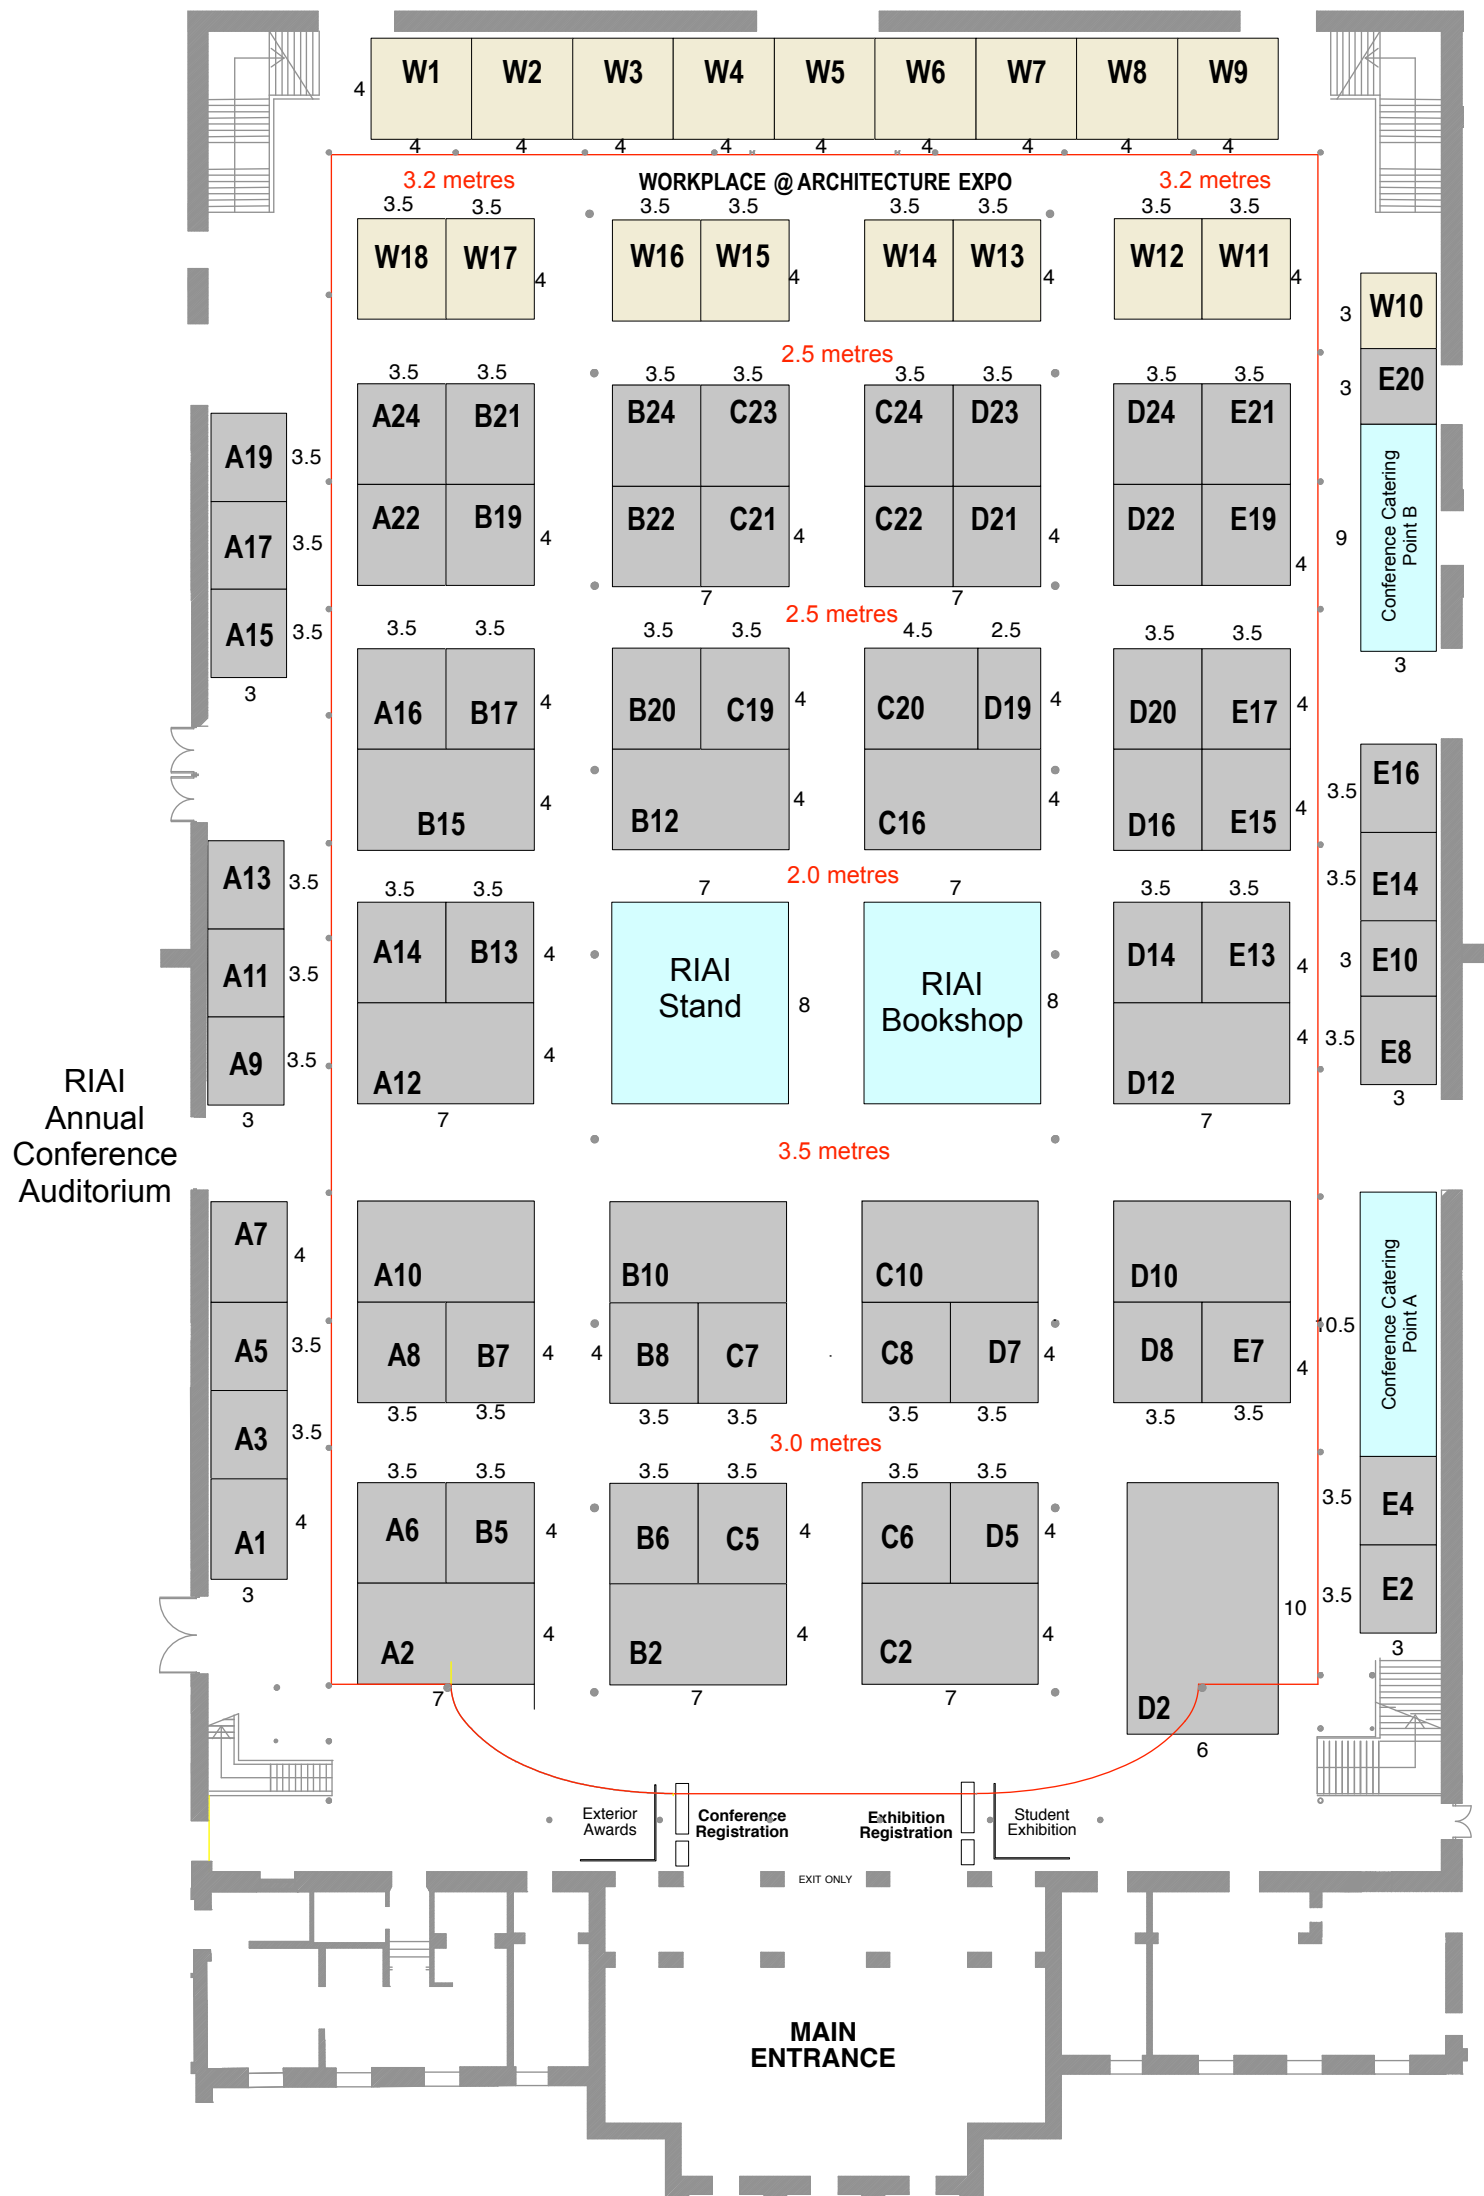 W1 W2 W3 W4 W5 W6 W7 W8 W9
4
4 4 4 4 4 4 4 4 4
3.2 metres WORKPLACE @ ARCHITECTURE EXPO 3.2 metres
3.5 3.5 3.5 3.5 3.5 3.5 3.5 3.5
W18 W17 W16 W15 W14 W13 W12 W11
4 4 4 4
3 W10
2.5 metres
3.5 3.5 3.5 3.5 3.5 3.5 3.5 3.5
3 E20
A24 B21 B24 C23 C24 D23 D24 E21
A19 3.5
A22 B19 B22 C21 C22 D21 D22 E19
4 4 4 4
A17 3.5
9 Conference Catering
Point B
7 7
2.5 metres
A15 3.5
3.5 3.5 3.5 3.5 4.5 2.5 3.5 3.5
3 3
A16 B17 B20 C19 C20 D19 D20 E17
4 4 4 4
3.5 E16
4 4 4 4
B15 B12 C16 D16 E15
A13 3.5
2.0 metres
3.5 E14
3.5 3.5 7 7 3.5 3.5
A14 B13 D14 E13
4 4
3 E10
A11 3.5
RIAI
Stand
8
RIAI
Bookshop
8
4 4
3.5 E8
A9 3.5
A12 D12
3 7 7 3
RIAI
Annual
Conference
Auditorium
3.5 metres
A7 4
A10 B10 C10 D10
10.5 Conference Catering
Point A
A5 3.5
A8 B7 B8 C7 C8 D7 D8 E7
4 4 4 4
3.5 3.5 3.5 3.5 3.5 3.5 3.5 3.5
A3 3.5
3.0 metres
3.5 3.5 3.5 3.5 3.5 3.5
3.5 E4
A6 B5 B6 C5 C6 D5
4 4 4
A1 4
3
3.5 E2
3
10
4 4 4
A2 B2 C2
7 7 7
D2
6
Exterior
Awards
Conference
Registration
Exhibition
Registration
Student
Exhibition
EXIT ONLY
MAIN
ENTRANCE